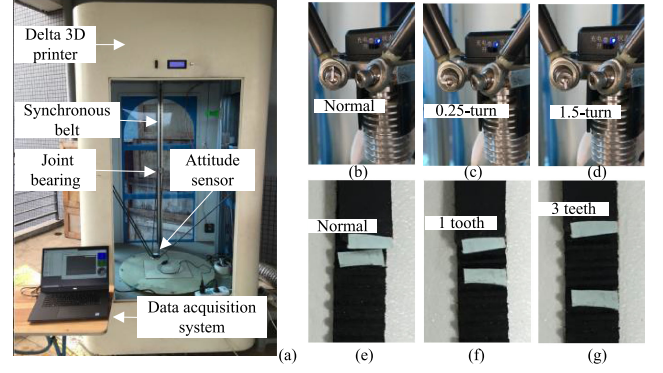 Delta 3D
printer
Synchronous
belt
Joint
bearing
Attitude
sensor
Data acquisition
system
(a)
Normal
(b)
0.25-turn
(c)
1.5-turn
(d)
Normal
(e)
1 tooth
(f)
3 teeth
(g)